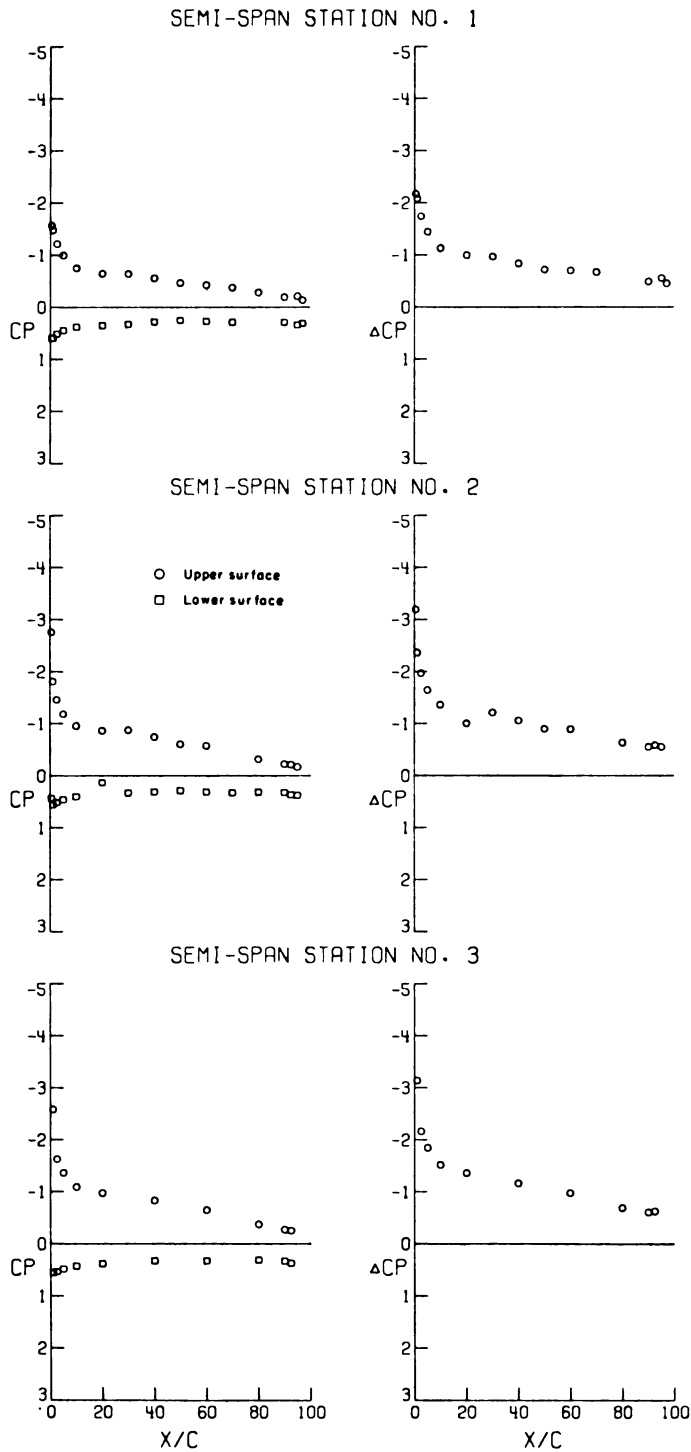 SEMI-SPAN STATION NO. 1
-5 -5
-4 -4
-3 -3
-2 -2
-1 -1
0 0
CP ΔCP
1 1
2 2
3 3
SEMI-SPAN STATION NO. 2
-5 -5
○ Upper surface
-4 -4
□ Lower surface
-3 -3
-2 -2
-1 -1
0 0
CP ΔCP
1 1
2 2
3 3
SEMI-SPAN STATION NO. 3
-5 -5
-4 -4
-3 -3
-2 -2
-1 -1
0 0
CP ΔCP
1 1
2 2
3 3
0 20 40 60 80 100 0 20 40 60 80 100
X/C X/C